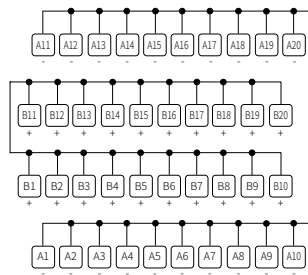 A11 A12 A13 A14 A15 A16 A17 A18 A19 A20
- - - - - - - - - -
B11 B12 B13 B14 B15 B16 B17 B18 B19 B20
+ + + + + + + + + +
B1 B2 B3 B4 B5 B6 B7 B8 B9 B10
+ + + + + + + + + +
A1 A2 A3 A4 A5 A6 A7 A8 A9 A10
- - - - - - - - - -